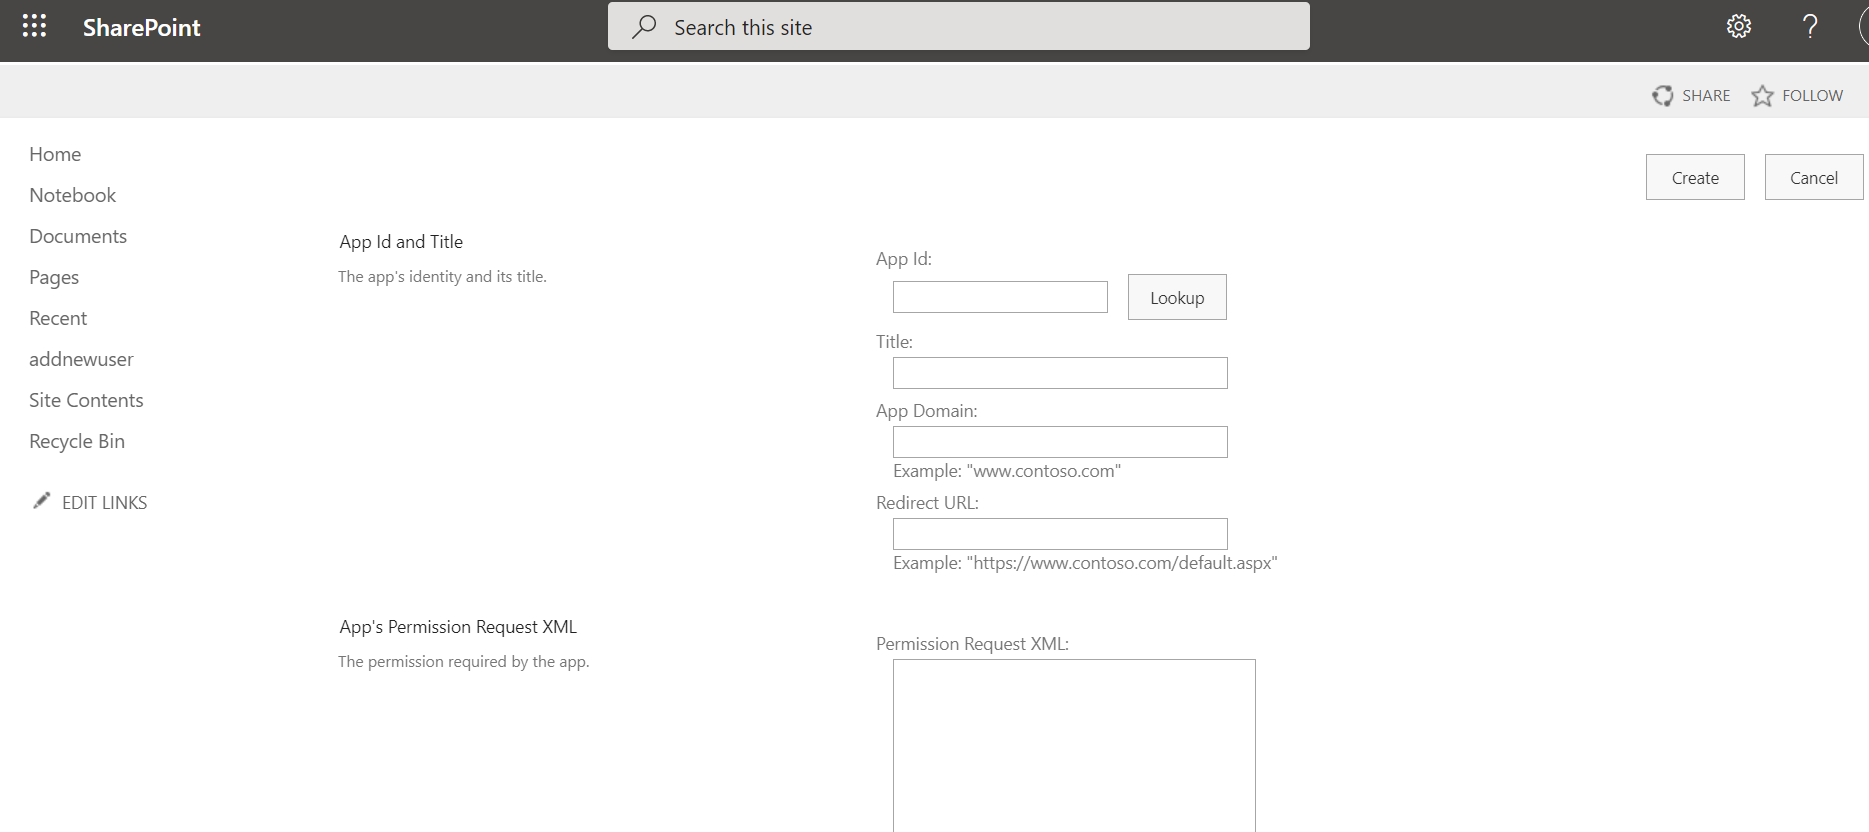 SharePoint
Search this site
?
SHARE
FOLLOW
Home
Notebook
Documents
Pages
Recent
addnewuser
Site Contents
Recycle Bin
EDIT LINKS
Create
Cancel
App Id and Title
The app's identity and its title.
App Id:
Lookup
Title:
App Domain:
Example: "www.contoso.com"
Redirect URL:
Example: "https://www.contoso.com/default.aspx"
App's Permission Request XML
The permission required by the app.
Permission Request XML: